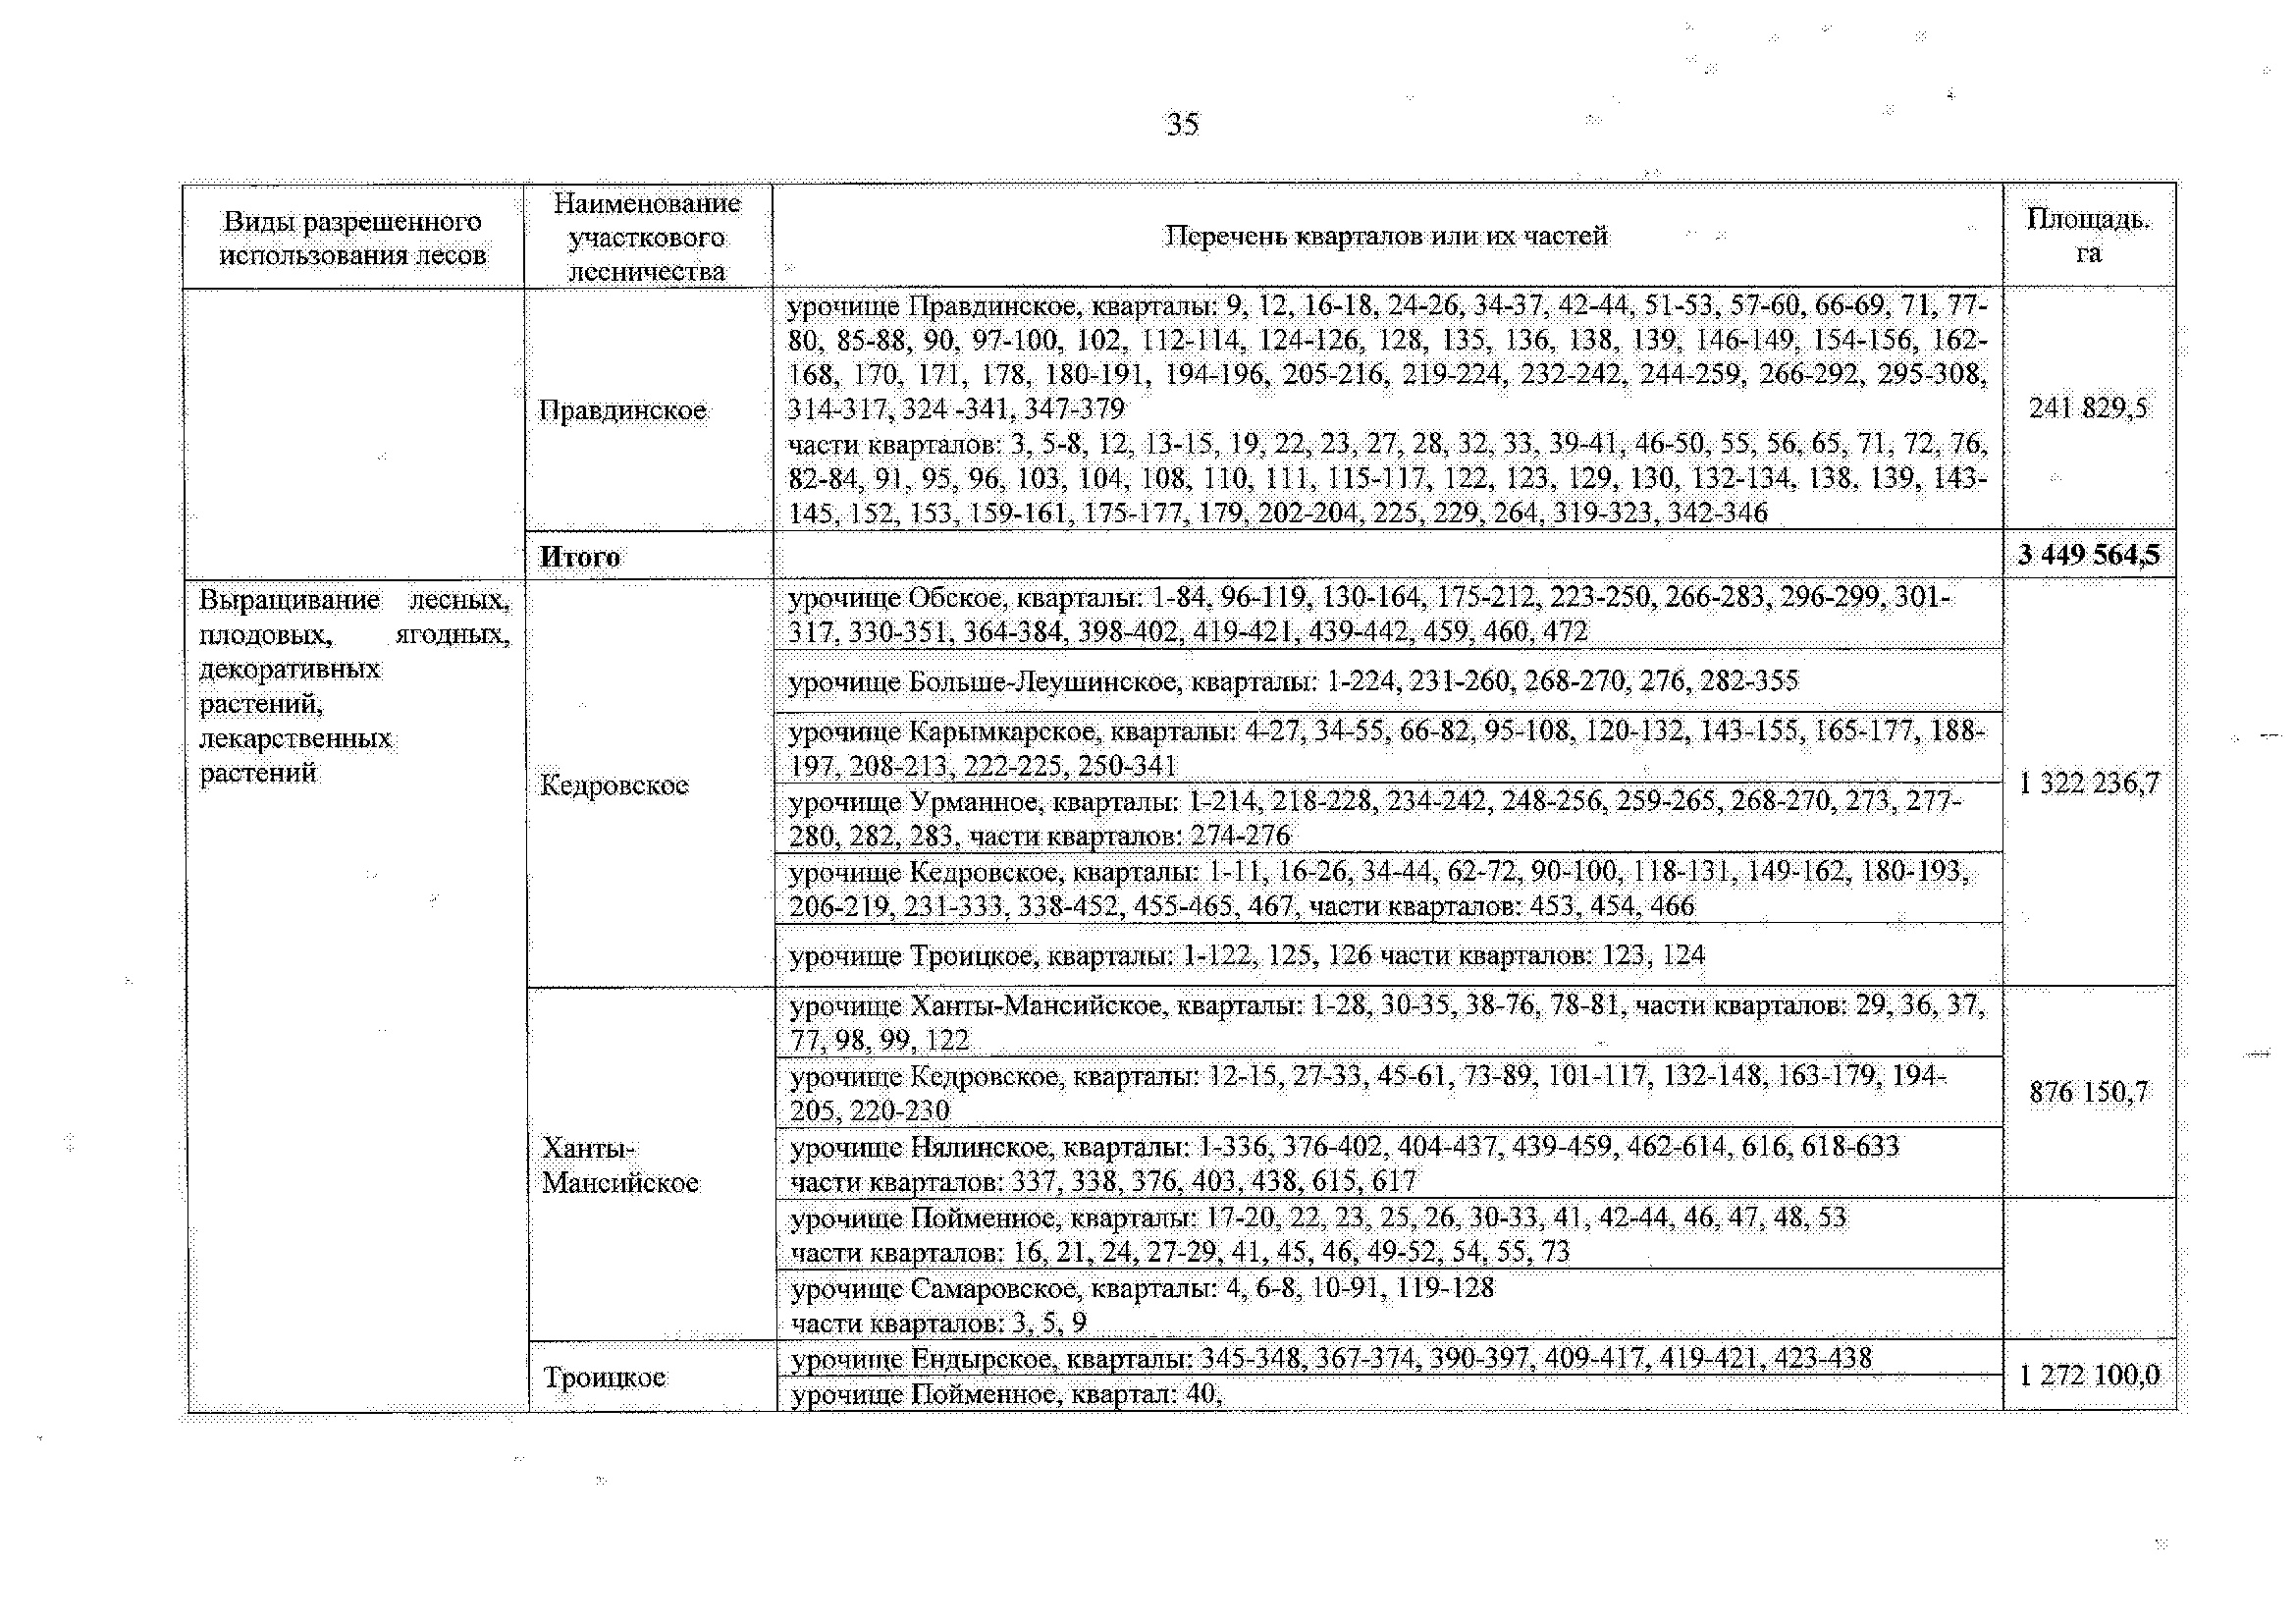 35
Виды разрешенного
использования лесов
Наименование
участкового
лесничества
Перечень кварталов или их частей
Площадь.
га
Правдинское
урочище Правдинское, кварталы: 9, 12, 16-18, 24-26, 34-37, 42-44, 51-53, 57-60, 66-69, 71, 77-
80, 85-88, 90, 97-100, 102, 112-114, 124-126, 128, 135, 136, 138, 139, 146-149, 154-156, 162-
168, 170, 171, 178, 180-191, 194-196, 205-216, 219-224, 232-242, 244-259, 266-292, 295-308,
314-317, 324 -341, 347-379
части кварталов: 3, 5-8, 12, 13-15, 19, 22, 23, 27, 28, 32, 33, 39-41, 46-50, 55, 56, 65, 71, 72, 76,
82-84, 91, 95, 96, 103, 104, 108, 110, 111, 115-117, 122, 123, 129, 130, 132-134, 138, 139, 143-
145, 152, 153, 159-161, 175-177, 179, 202-204, 225, 229, 264, 319-323, 342-346
241 829,5
Итого
3 449 564,5
Выращивание лесных,
плодовых, ягодных,
декоративных
растений,
лекарственных
растений
Кедровское
урочище Обское, кварталы: 1-84, 96-119, 130-164, 175-212, 223-250, 266-283, 296-299, 301-
317, 330-351, 364-384, 398-402, 419-421, 439-442, 459, 460, 472
урочище Больше-Леушинское, кварталы: 1-224, 231-260, 268-270, 276, 282-355
урочище Карымкарское, кварталы: 4-27, 34-55, 66-82, 95-108, 120-132, 143-155, 165-177, 188-
197, 208-213, 222-225, 250-341
урочище Урманное, кварталы: 1-214, 218-228, 234-242, 248-256, 259-265, 268-270, 273, 277-
280, 282, 283, части кварталов: 274-276
урочище Кедровское, кварталы: 1-11, 16-26, 34-44, 62-72, 90-100, 118-131, 149-162, 180-193,
206-219, 231-333, 338-452, 455-465, 467, части кварталов: 453, 454, 466
урочище Троицкое, кварталы: 1-122, 125, 126 части кварталов: 123, 124
1 322 236,7
Ханты-
Мансийское
урочище Ханты-Мансийское, кварталы: 1-28, 30-35, 38-76, 78-81, части кварталов: 29, 36, 37,
77, 98, 99, 122
урочище Кедровское, кварталы: 12-15, 27-33, 45-61, 73-89, 101-117, 132-148, 163-179, 194-
205, 220-230
урочище Нялинское, кварталы: 1-336, 376-402, 404-437, 439-459, 462-614, 616, 618-633
части кварталов: 337, 338, 376, 403, 438, 615, 617
876 150,7
урочище Пойменное, кварталы: 17-20, 22, 23, 25, 26, 30-33, 41, 42-44, 46, 47, 48, 53
части кварталов: 16, 21, 24, 27-29, 41, 45, 46, 49-52, 54, 55, 73
урочище Самаровское, кварталы: 4, 6-8, 10-91, 119-128
части кварталов: 3, 5, 9
Троицкое
урочище Ендырское, кварталы: 345-348, 367-374, 390-397, 409-417, 419-421, 423-438
урочище Пойменное, квартал: 40,
1 272 100,0